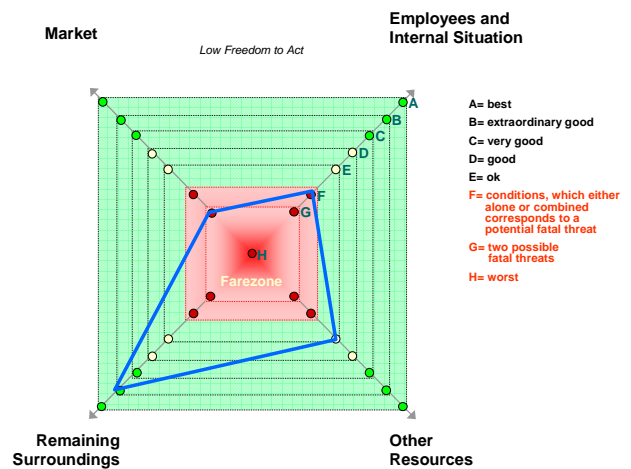 Market
Employees and
Internal Situation
Low Freedom to Act
A
B
C
D
E
F
G
H
Farezone
A= best
B= extraordinary good
C= very good
D= good
E= ok
F= conditions, which either
alone or combined
corresponds to a
potential fatal threat
G= two possible
fatal threats
H= worst
Remaining
Surroundings
Other
Resources